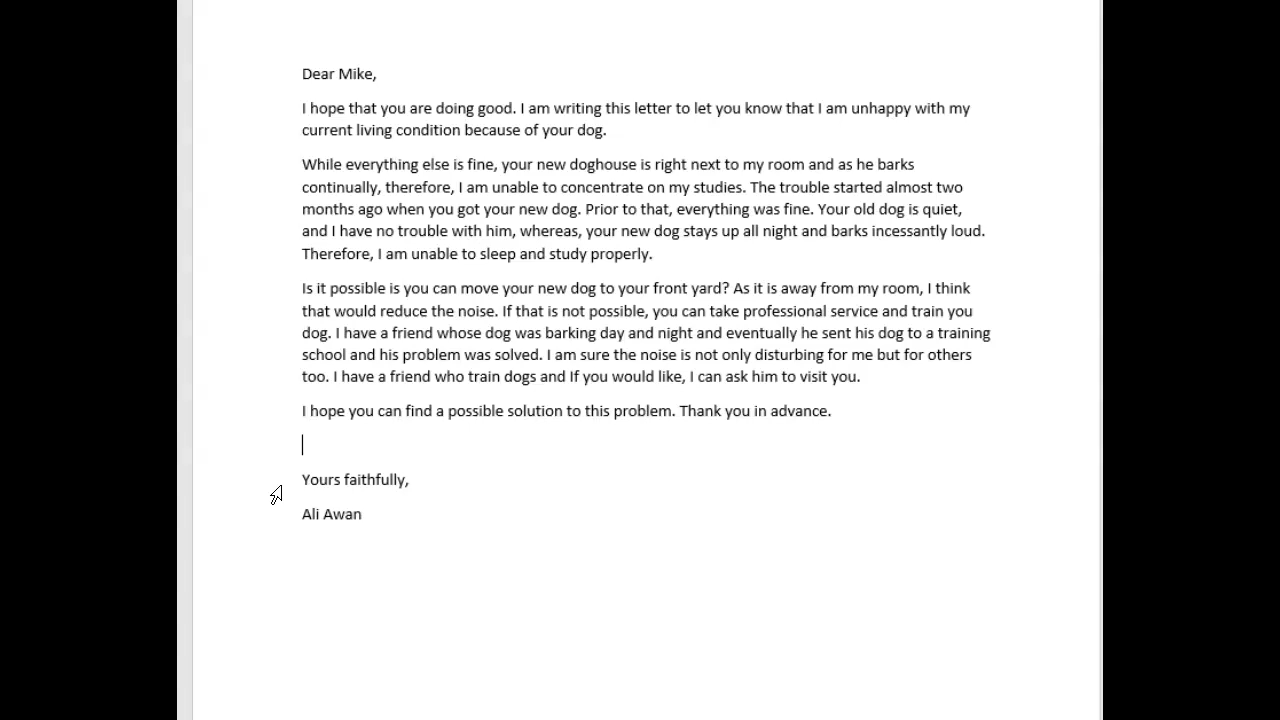 Dear Mike,
I hope that you are doing good. I am writing this letter to let you know that I am unhappy with my
current living condition because of your dog.
While everything else is fine, your new doghouse is right next to my room and as he barks
continually, therefore, I am unable to concentrate on my studies. The trouble started almost two
months ago when you got your new dog. Prior to that, everything was fine. Your old dog is quiet,
and I have no trouble with him, whereas, your new dog stays up all night and barks incessantly loud.
Therefore, I am unable to sleep and study properly.
Is it possible is you can move your new dog to your front yard? As it is away from my room, I think
that would reduce the noise. If that is not possible, you can take professional service and train you
dog. I have a friend whose dog was barking day and night and eventually he sent his dog to a training
school and his problem was solved. I am sure the noise is not only disturbing for me but for others
too. I have a friend who train dogs and If you would like, I can ask him to visit you.
I hope you can find a possible solution to this problem. Thank you in advance.
Yours faithfully,
Ali Awan